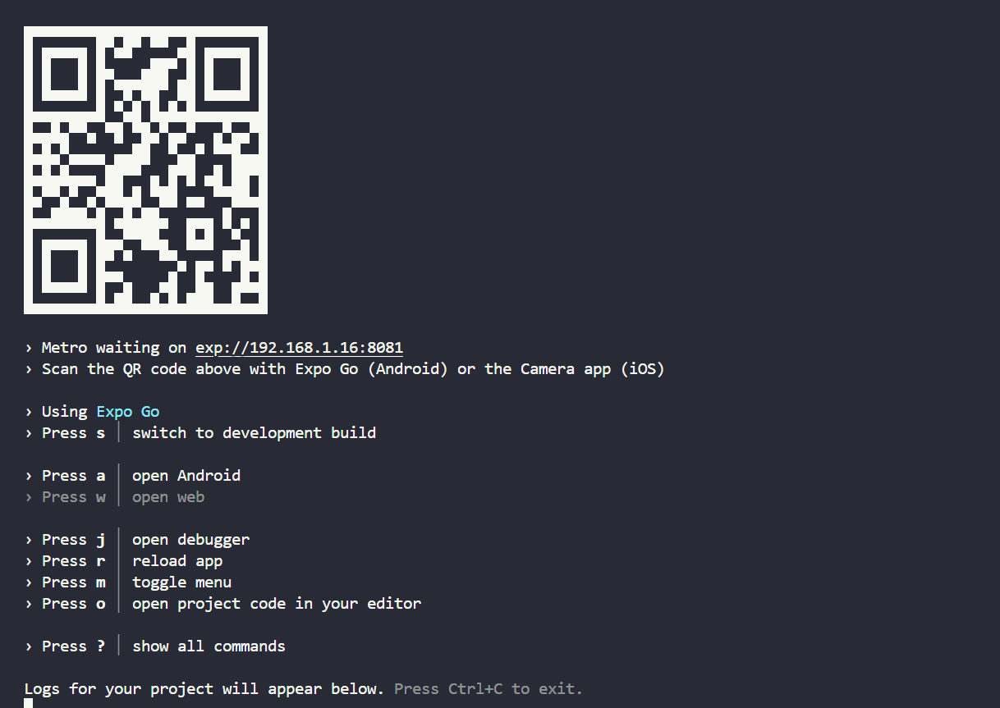 › Metro waiting on exp://192.168.1.16:8081
› Scan the QR code above with Expo Go (Android) or the Camera app (iOS)
› Using Expo Go
› Press s │ switch to development build
› Press a │ open Android
› Press w │ open web
› Press j │ open debugger
› Press r │ reload app
› Press m │ toggle menu
› Press o │ open project code in your editor
› Press ? │ show all commands
Logs for your project will appear below. Press Ctrl+C to exit.